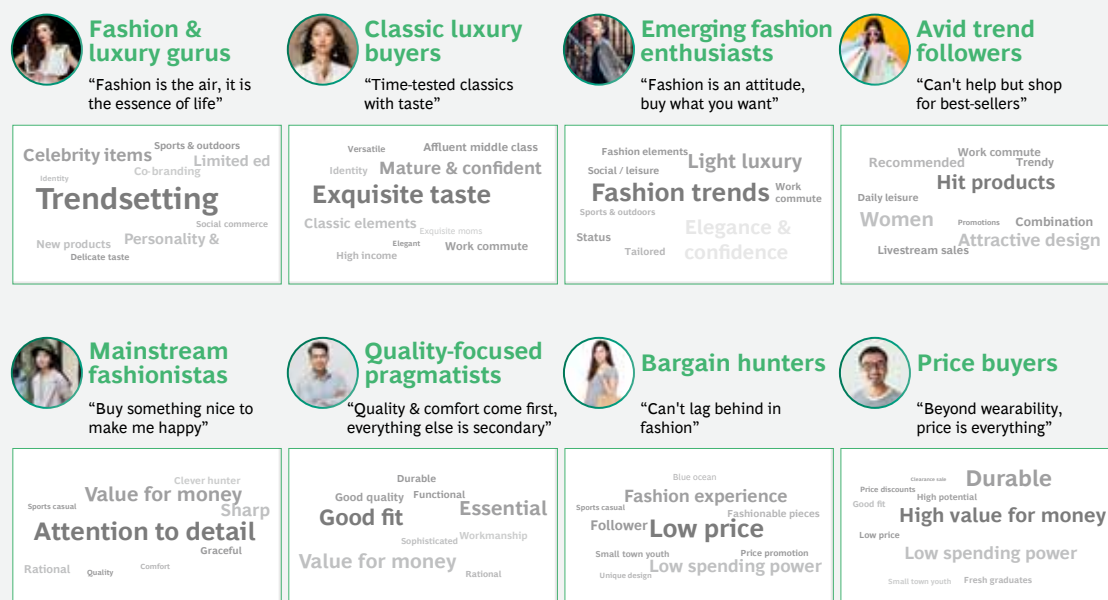 Fashion &
luxury gurus
“Fashion is the air, it is
the essence of life”
Celebrity items
Sports & outdoors
Limited ed
Co-branding
Identity
Trendsetting
Social commerce
Personality &
New products
Delicate taste
Classic luxury
buyers
“Time-tested classics
with taste”
Versatile
Affluent middle class
Identity
Mature & confident
Exquisite taste
Classic elements
Exquisite moms
Elegant
Work commute
High income
Emerging fashion
enthusiasts
“Fashion is an attitude,
buy what you want”
Fashion elements
Light luxury
Social / leisure
Fashion trends
Work
commute
Sports & outdoors
Elegance &
confidence
Status
Tailored
Avid trend
followers
“Can't help but shop
for best-sellers”
Work commute
Recommended
Trendy
Hit products
Daily leisure
Women
Promotions
Combination
Attractive design
Livestream sales
Mainstream
fashionistas
“Buy something nice to
make me happy”
Clever hunter
Value for money
Sports casual
Sharp
Attention to detail
Graceful
Rational
Quality
Comfort
Quality-focused
pragmatists
“Quality & comfort come first,
everything else is secondary”
Durable
Good quality
Functional
Essential
Good fit
Sophisticated
Workmanship
Value for money
Rational
Bargain hunters
“Can't lag behind in
fashion”
Blue ocean
Fashion experience
Sports casual
Fashionable pieces
Follower
Low price
Small town youth
Price promotion
Low spending power
Unique design
Price buyers
“Beyond wearability,
price is everything”
Durable
Clearance sale
Price discounts
High potential
Good fit
High value for money
Low price
Low spending power
Small town youth
Fresh graduates